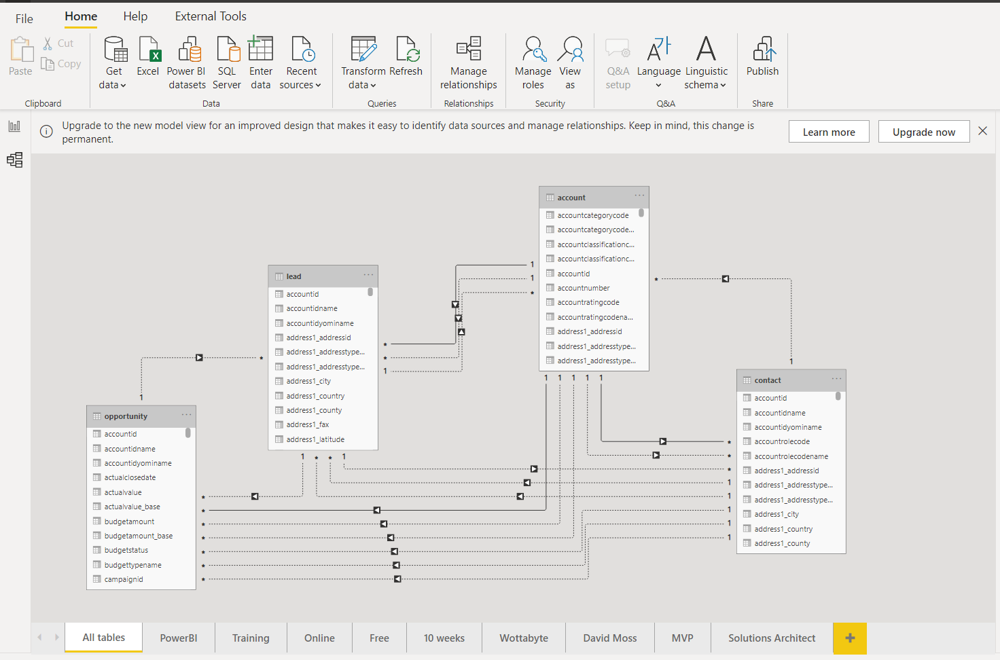 File
Home
Help
External Tools
Paste
Cut
Copy
Get data
Excel
Power BI datasets
SQL Server
Enter data
Recent sources
Transform data
Refresh
Manage relationships
Manage roles
View as
Q&A setup
Language
Linguistic schema
Publish
Clipboard
Data
Queries
Relationships
Security
Q&A
Share
Upgrade to the new model view for an improved design that makes it easy to identify data sources and manage relationships. Keep in mind, this change is
permanent.
Learn more
Upgrade now
account
accountcategorycode
accountcategorycode...
accountclassificationc...
accountclassificationc...
accountid
accountnumber
accountratingcode
accountratingcodena...
address1_addressid
address1_addresstype...
address1_addresstype...
lead
accountid
accountidname
accountidyominame
address1_addressid
address1_addresstype...
address1_addresstype...
address1_city
address1_country
address1_county
address1_fax
address1_latitude
contact
accountid
accountidname
accountidyominame
accountrolecode
accountrolecodename
address1_addressid
address1_addresstype...
address1_addresstype...
address1_city
address1_country
address1_county
opportunity
accountid
accountidname
accountidyominame
actualclosedate
actualvalue
actualvalue_base
budgetamount
budgetamount_base
budgetstatus
budgettypename
campaignid
1
1
*
*
*
1
*
1
*
1
1 1 1 1 1
1 * * 1
*
*
*
1
1
1
1
1
*
*
*
*
*
*
*
All tables
PowerBI
Training
Online
Free
10 weeks
Wottabyte
David Moss
MVP
Solutions Architect
+